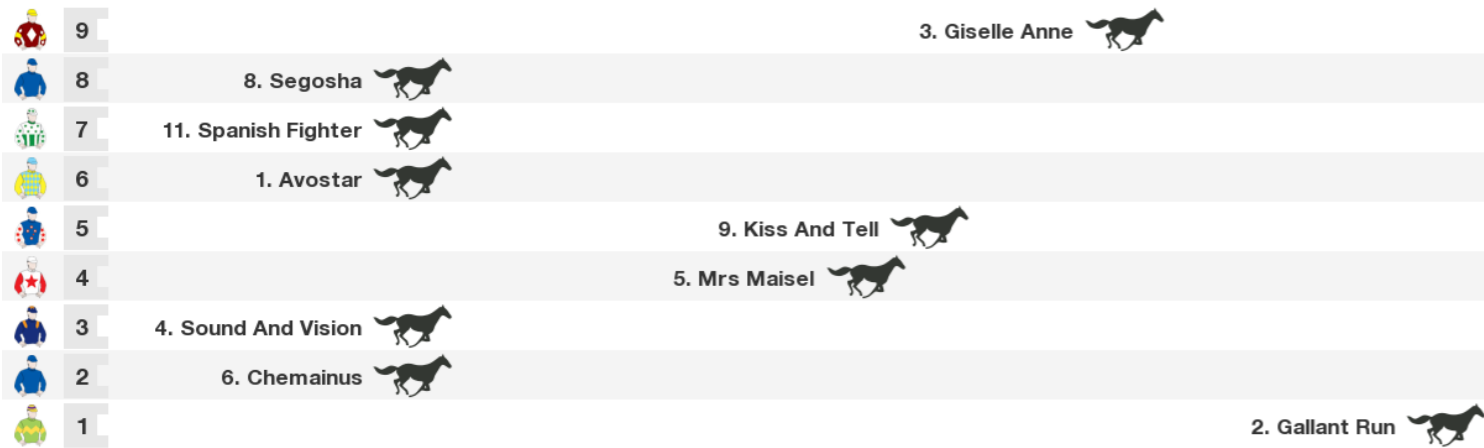 9 3. Giselle Anne
8 8. Segosha
7 11. Spanish Fighter
6 1. Avostar
5 9. Kiss And Tell
4 5. Mrs Maisel
3 4. Sound And Vision
2 6. Chemainus
1 2. Gallant Run